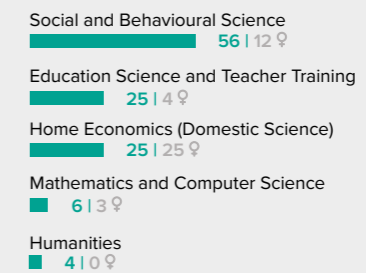 Social and Behavioural Science
56 | 12 ♀
Education Science and Teacher Training
25 | 4 ♀
Home Economics (Domestic Science)
25 | 25 ♀
Mathematics and Computer Science
6 | 3 ♀
Humanities
4 | 0 ♀